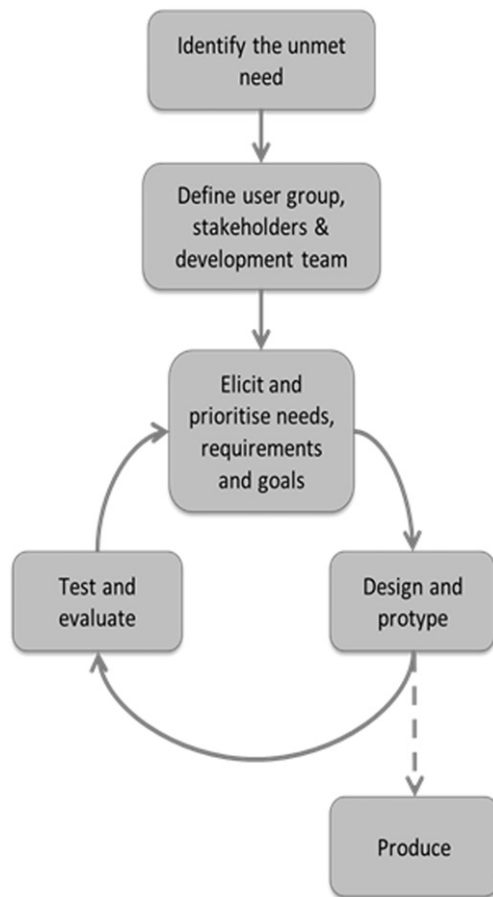 Identify the unmet
need
Define user group,
stakeholders &
development team
Elicit and
prioritise needs,
requirements
and goals
Test and
evaluate
Design and
protype
Produce